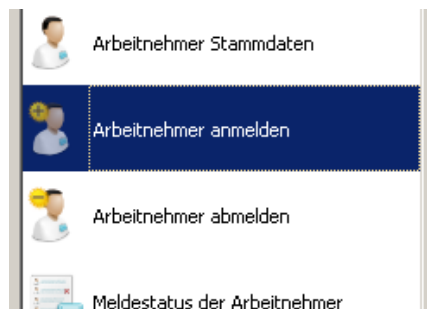 Arbeitnehmer Stammdaten
Arbeitnehmer anmelden
Arbeitnehmer abmelden
Meldestatus der Arbeitnehmer